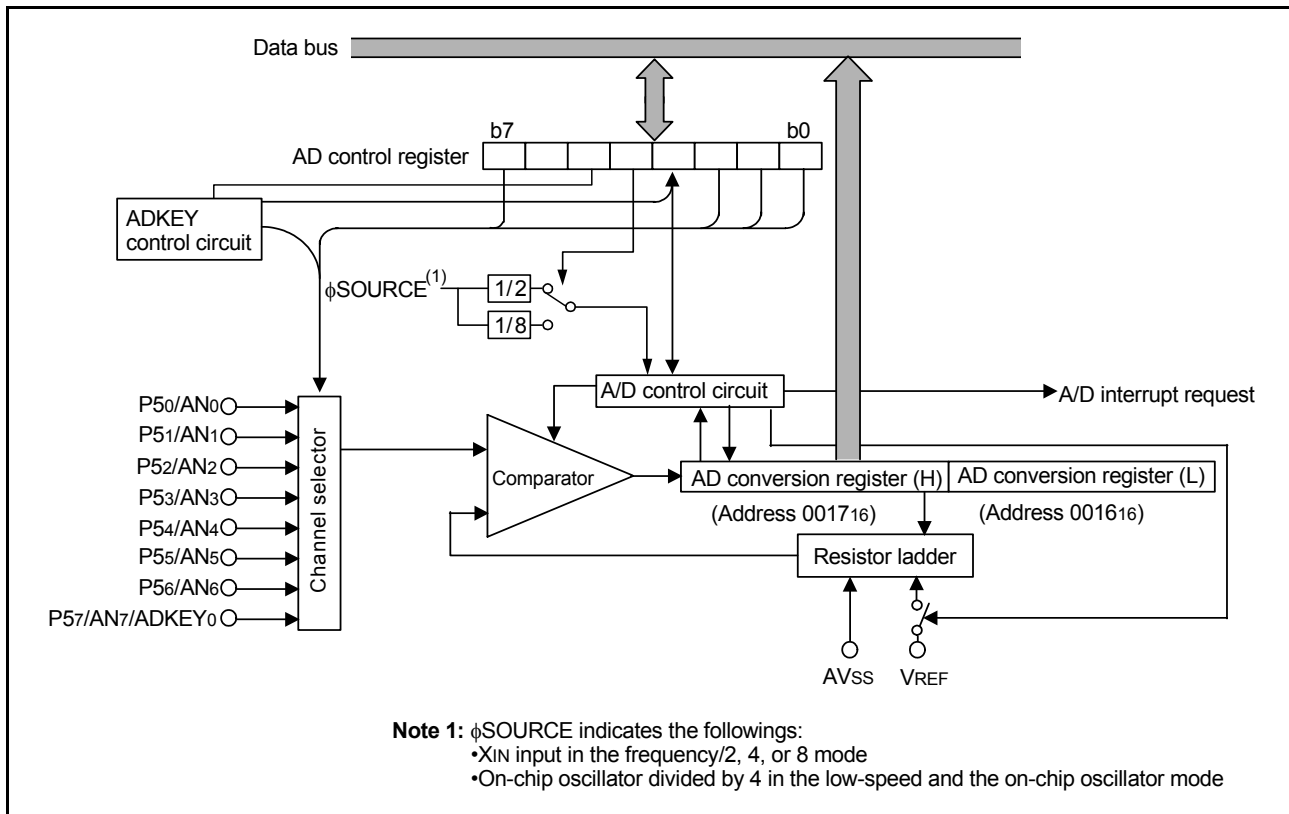 Data bus
b7 b0
AD control register
ADKEY
control circuit
ϕSOURCE(1)
1/2
1/8
A/D control circuit
A/D interrupt request
P50/AN0
P51/AN1
P52/AN2
P53/AN3
P54/AN4
P55/AN5
P56/AN6
P57/AN7/ADKEY0
Channel selector
Comparator
AD conversion register (H) AD conversion register (L)
(Address 001716) (Address 001616)
Resistor ladder
AVSS VREF
Note 1: ϕSOURCE indicates the followings:
•XIN input in the frequency/2, 4, or 8 mode
•On-chip oscillator divided by 4 in the low-speed and the on-chip oscillator mode